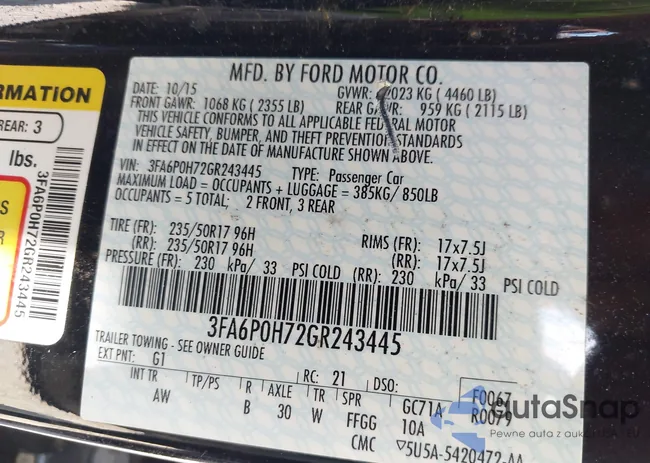 ORMATION
REAR: 3
lbs.
S
R
3FA6P0H72GR243445
MFD. BY FORD MOTOR CO.
DATE: 10/15 GVWR: 2023 KG ( 4460 LB)
FRONT GAWR: 1068 KG ( 2355 LB) REAR GAWR: 959 KG ( 2115 LB)
THIS VEHICLE CONFORMS TO ALL APPLICABLE FEDERAL MOTOR
VEHICLE SAFETY, BUMPER, AND THEFT PREVENTION STANDARDS
IN EFFECT ON THE DATE OF MANUFACTURE SHOWN ABOVE.
VIN: 3FA6P0H72GR243445 TYPE: Passenger Car
MAXIMUM LOAD = OCCUPANTS + LUGGAGE = 385KG/ 850LB
OCCUPANTS = 5 TOTAL; 2 FRONT, 3 REAR
TIRE (FR): 235/50R17 96H RIMS (FR): 17x7.5J
(RR): 235/50R17 96H (RR): 17x7.5J
PRESSURE (FR): 230 kPa/ 33 PSI COLD (RR): 230 kPa/ 33 PSI COLD
3FA6P0H72GR243445
TRAILER TOWING - SEE OWNER GUIDE
EXT PNT: G1 RC: 21 DSO: F0067
INT TR TP/PS R AXLE TR SPR GC71A R0079
AW B 30 W FFGG 10A
CMC ▽5U5A-5420472-AA
GlutaSnap
Pewne auta z aukcji USA i